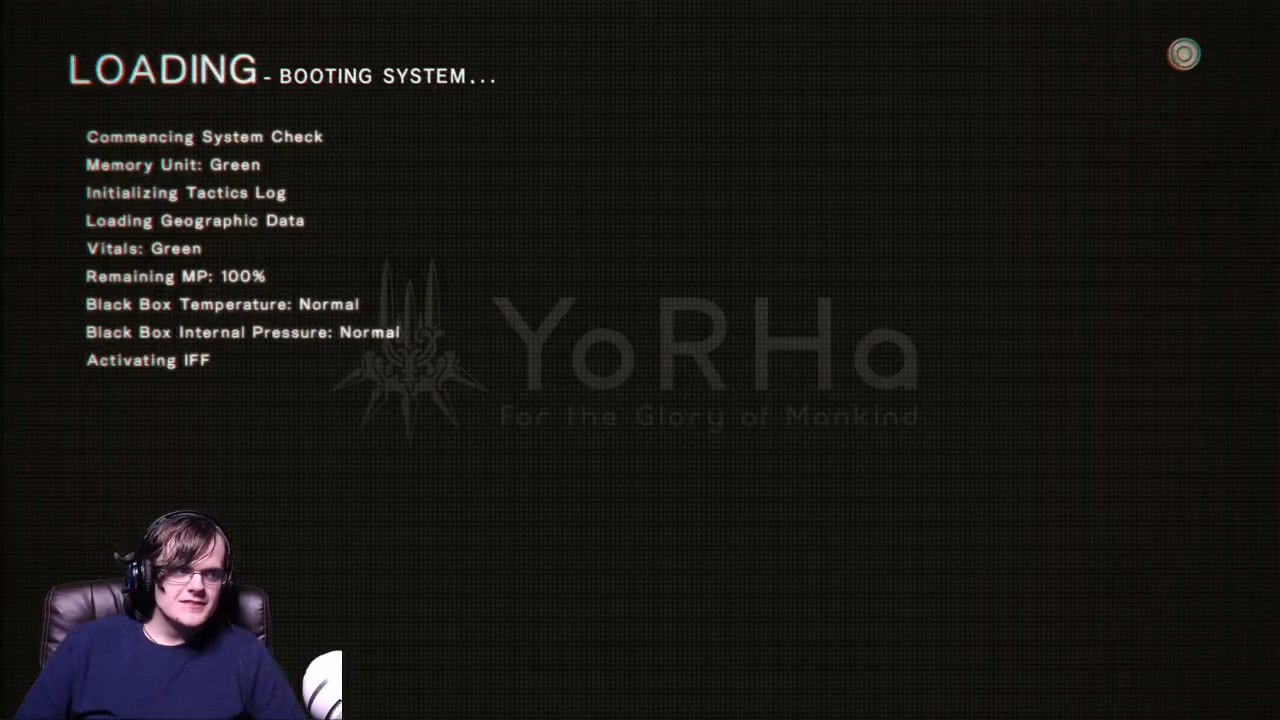 LOADING - BOOTING SYSTEM...
Commencing System Check
Memory Unit: Green
Initializing Tactics Log
Loading Geographic Data
Vitals: Green
Remaining MP: 100%
Black Box Temperature: Normal
Black Box Internal Pressure: Normal
Activating IFF
YoRHa
For the Glory of Mankind